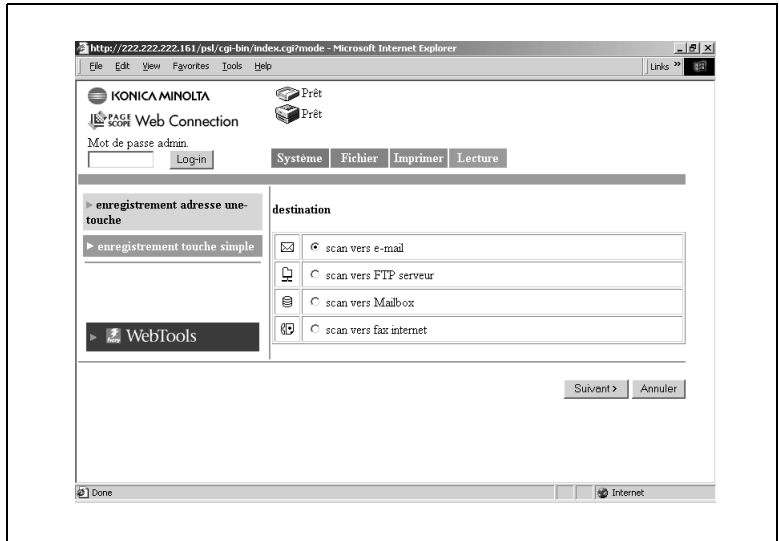 http://222.222.222.161/psl/cgi-bin/index.cgi?mode - Microsoft Internet Explorer
File Edit View Favorites Tools Help
Links »
KONICA MINOLTA
Prêt
PAGE SCOPE Web Connection
Prêt
Mot de passe admin.
Log-in
Système Fichier Imprimer Lecture
enregistrement adresse une-
touche
destination
enregistrement touche simple
scan vers e-mail
scan vers FTP serveur
scan vers Mailbox
fiery WebTools
scan vers fax internet
Suivant > Annuler
Done
Internet